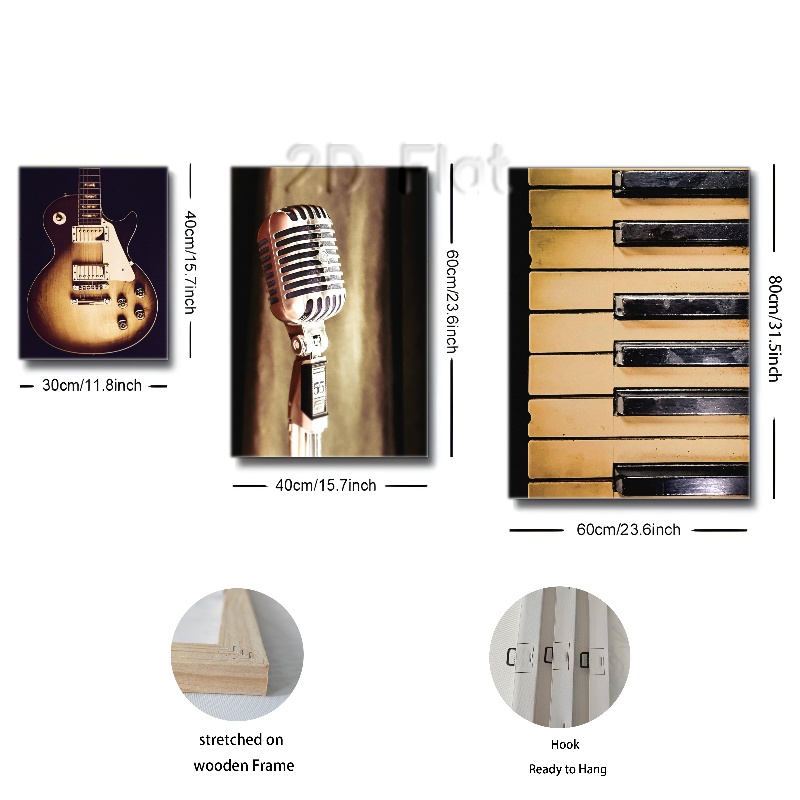 2D Flat
40cm/15.7inch
30cm/11.8inch
60cm/23.6inch
40cm/15.7inch
80cm/31.5inch
60cm/23.6inch
stretched on
wooden Frame
Hook
Ready to Hang